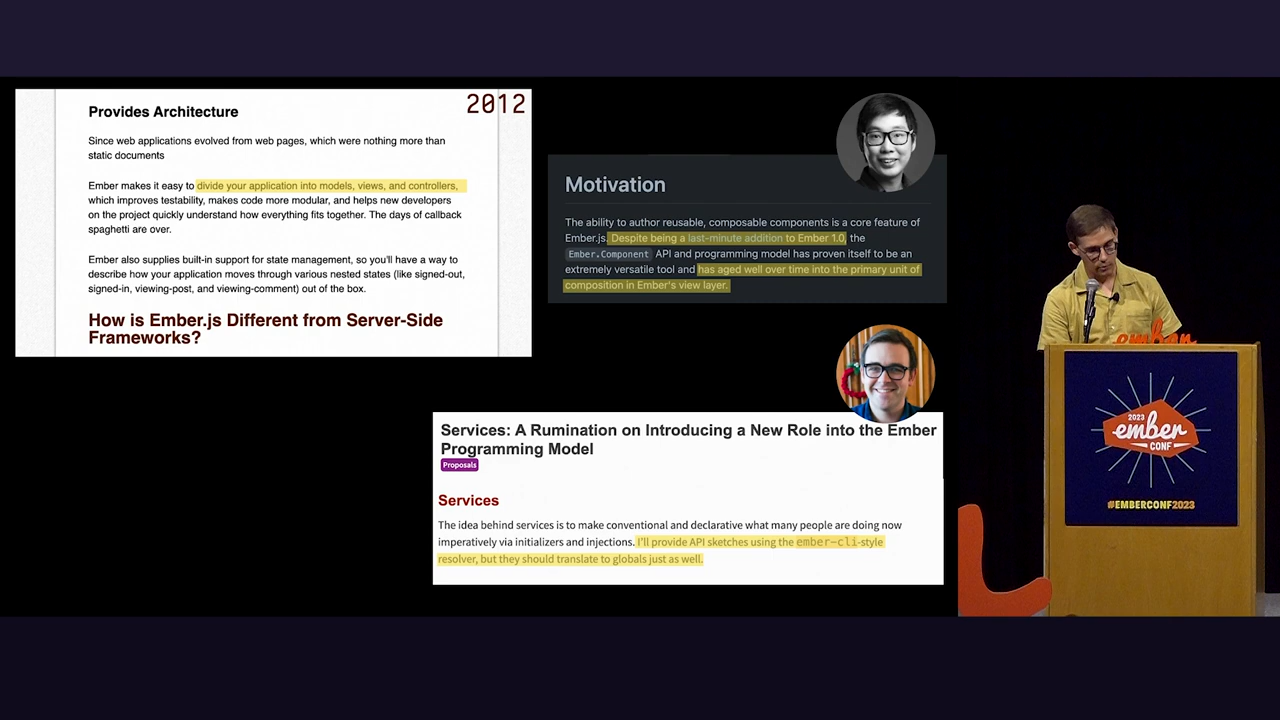 2012
Provides Architecture
Since web applications evolved from web pages, which were nothing more than
static documents
Ember makes it easy to divide your application into models, views, and controllers,
which improves testability, makes code more modular, and helps new developers
on the project quickly understand how everything fits together. The days of callback
spaghetti are over.
Ember also supplies built-in support for state management, so you'll have a way to
describe how your application moves through various nested states (like signed-out,
signed-in, viewing-post, and viewing-comment) out of the box.
How is Ember.js Different from Server-Side
Frameworks?
Motivation
The ability to author reusable, composable components is a core feature of
Ember.js. Despite being a last-minute addition to Ember 1.0, the
Ember.Component API and programming model has proven itself to be an
extremely versatile tool and has aged well over time into the primary unit of
composition in Ember's view layer.
Services: A Rumination on Introducing a New Role into the Ember
Programming Model
Proposals
Services
The idea behind services is to make conventional and declarative what many people are doing now
imperatively via initializers and injections. I'll provide API sketches using the ember-cli-style
resolver, but they should translate to globals just as well.
ember
2023
ember
CONF
#EMBERCONF2023